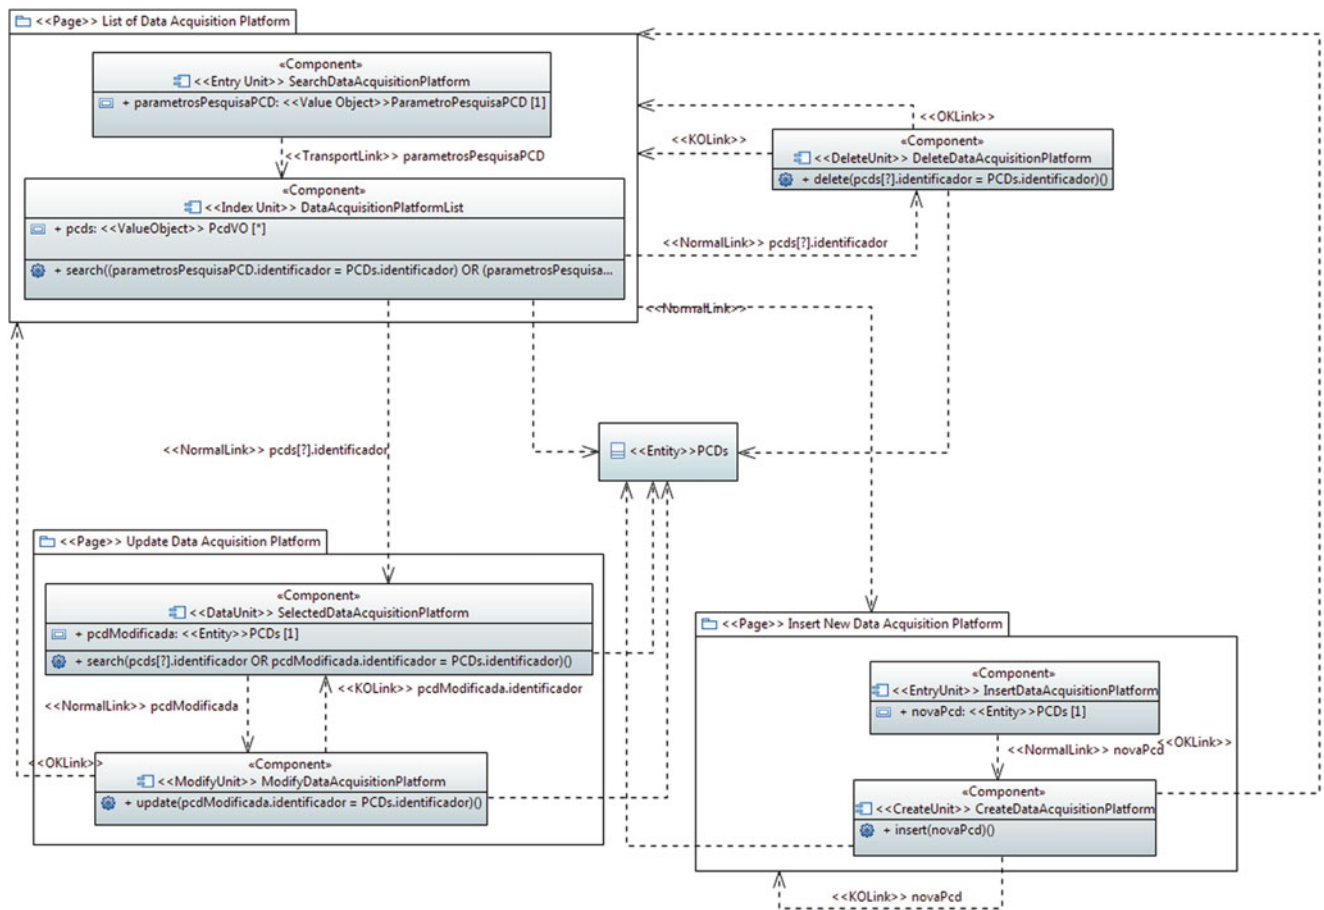 <<Page>> List of Data Acquisition Platform
«Component»
<<Entry Unit>> SearchDataAcquisitionPlatform
+ parametrosPesquisaPCD: <<Value Object>>ParametroPesquisaPCD [1]
<<TransportLink>> parametrosPesquisaPCD
«Component»
<<Index Unit>> DataAcquisitionPlatformList
+ pcds: <<ValueObject>> PcdVO [*]
+ search((parametrosPesquisaPCD.identificador = PCDs.identificador) OR (parametrosPesquisa...
<<OKLink>>
<<KOLink>>
«Component»
<<DeleteUnit>> DeleteDataAcquisitionPlatform
+ delete(pcds[?].identificador = PCDs.identificador)()
<<NormalLink>> pcds[?].identificador
<<NormalLink>>
<<NormalLink>> pcds[?].identificador
<<Entity>>PCDs
<<Page>> Update Data Acquisition Platform
«Component»
<<DataUnit>> SelectedDataAcquisitionPlatform
+ pcdModificada: <<Entity>>PCDs [1]
+ search(pcds[?].identificador OR pcdModificada.identificador = PCDs.identificador)()
<<KOLink>> pcdModificada.identificador
<<NormalLink>> pcdModificada
<<OKLink>>
«Component»
<<ModifyUnit>> ModifyDataAcquisitionPlatform
+ update(pcdModificada.identificador = PCDs.identificador)()
<<Page>> Insert New Data Acquisition Platform
«Component»
<<EntryUnit>> InsertDataAcquisitionPlatform
+ novaPcd: <<Entity>>PCDs [1]
<<OKLink>>
<<NormalLink>> novaPcd
«Component»
<<CreateUnit>> CreateDataAcquisitionPlatform
+ insert(novaPcd)()
<<KOLink>> novaPcd